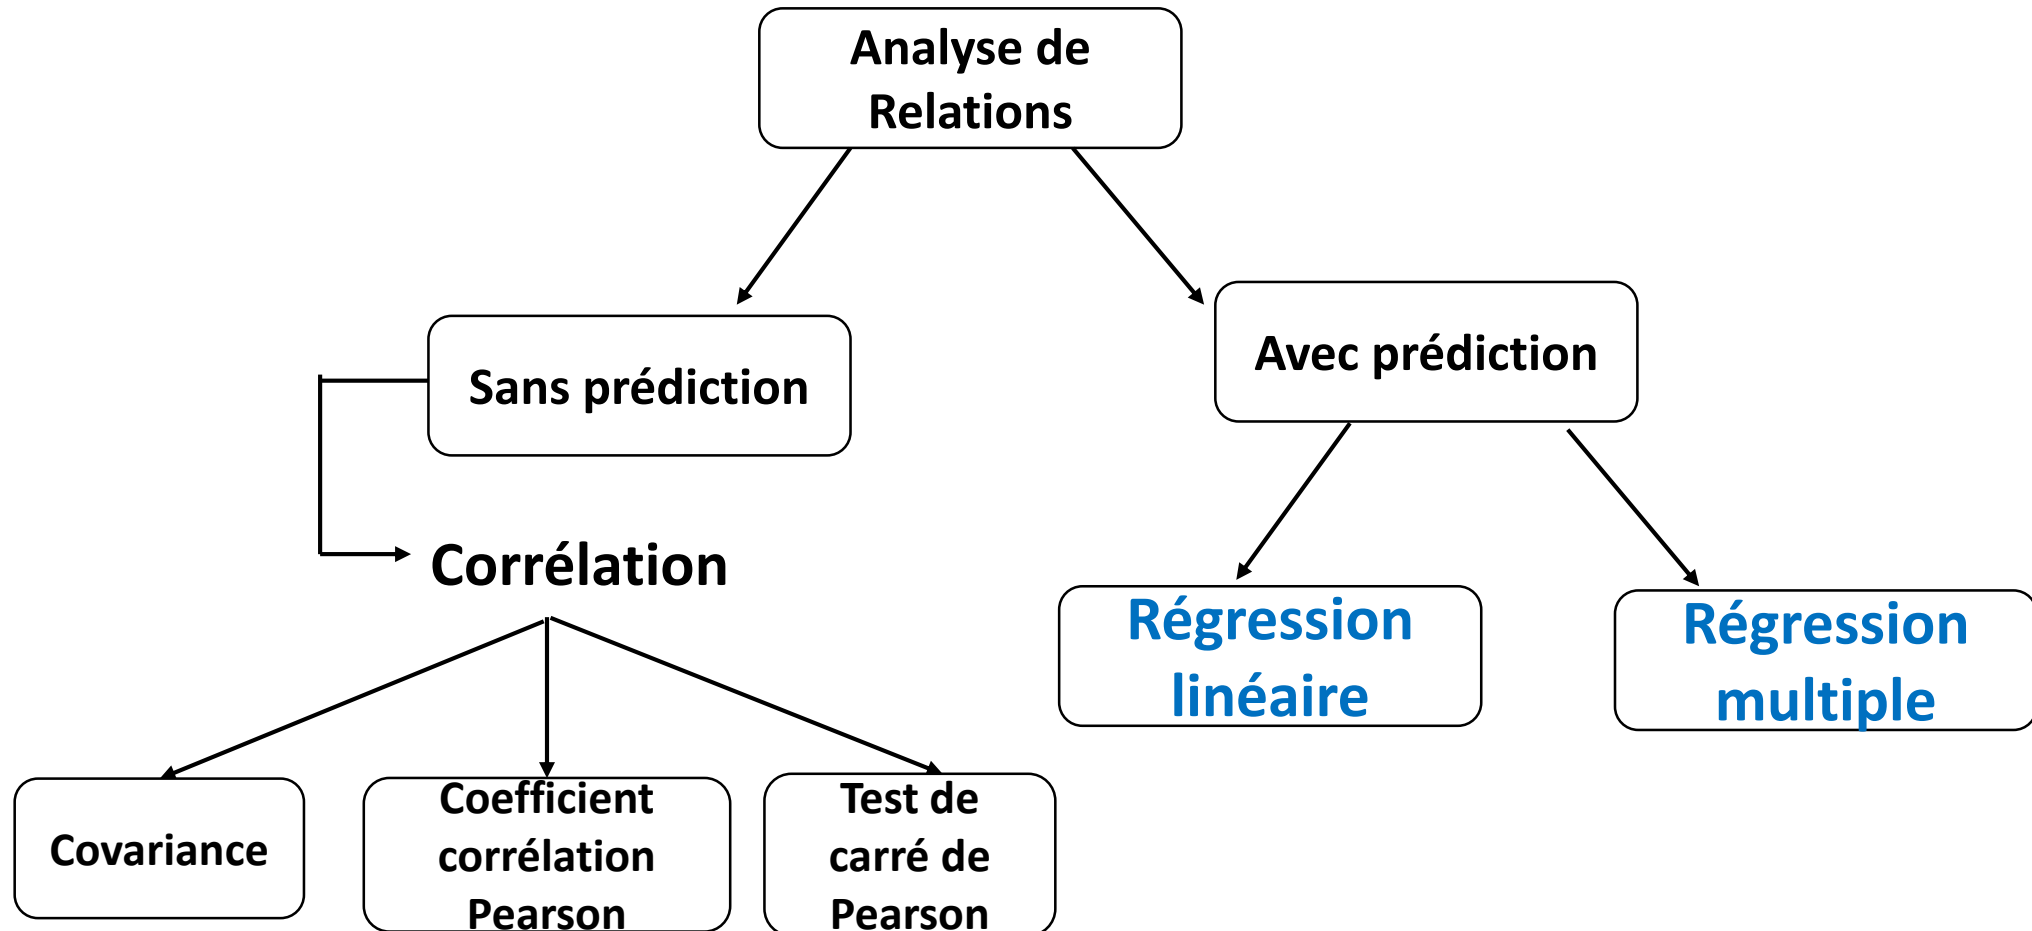 Analyse de
Relations
Sans prédiction
Avec prédiction
Corrélation
Régression
linéaire
Régression
multiple
Covariance
Coefficient
corrélation
Pearson
Test de
carré de
Pearson